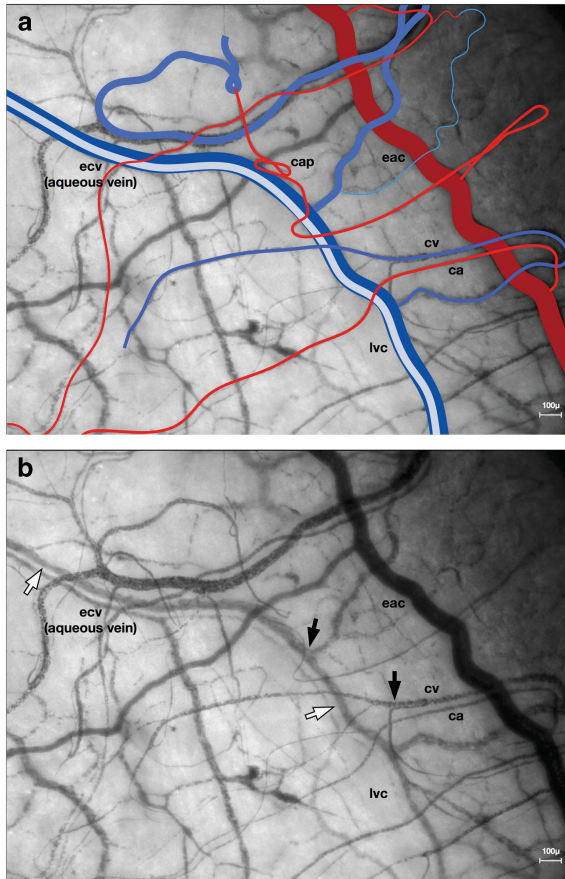 a
cap
eac
ecv
(aqueous vein)
cv
ca
lvc
100µ
b
eac
ecv
(aqueous vein)
cv
ca
lvc
100µ